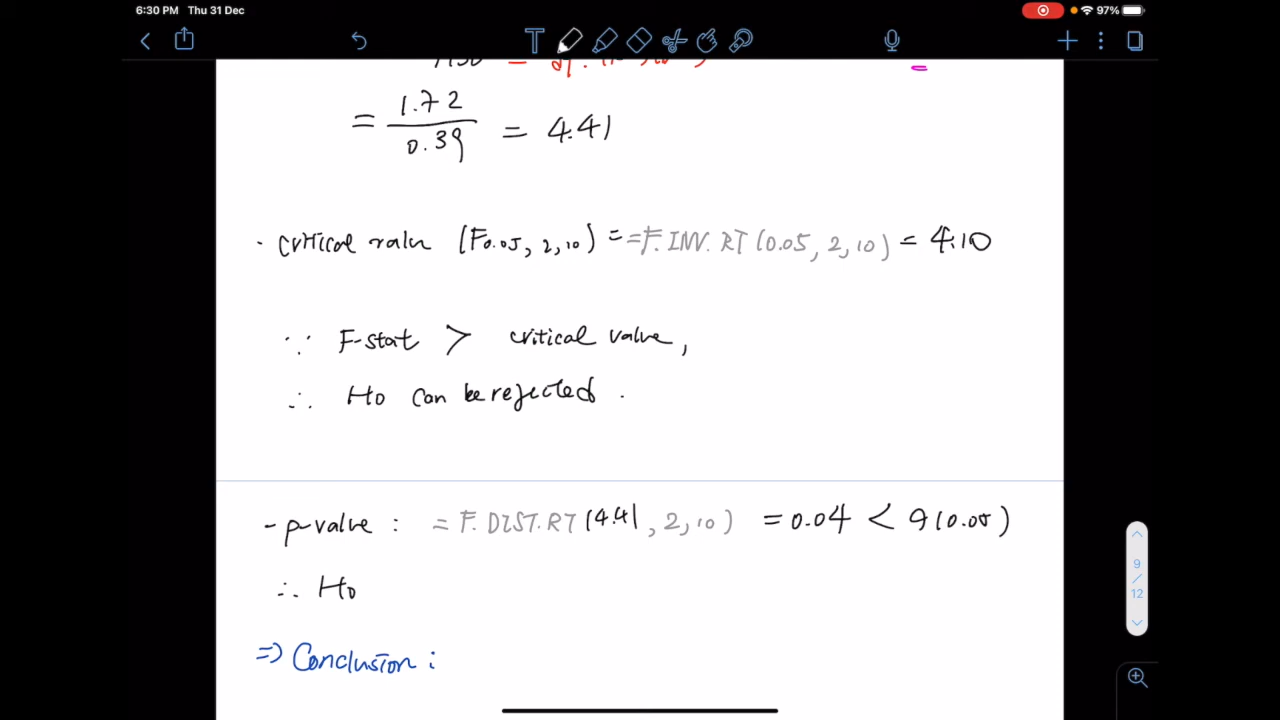 6:30 PM Thu 31 Dec
97%
= 1.72
0.39 = 4.41
· critical value (F0.05, 2, 10) = =F.INV.RT(0.05, 2, 10) = 4.10
∵ F-stat > critical value,
∴ Ho can be rejected.
- p-value : = F.DIST.RT(4.41, 2, 10) = 0.04 < α(0.05)
∴ Ho
⇒ Conclusion :
9
/
12